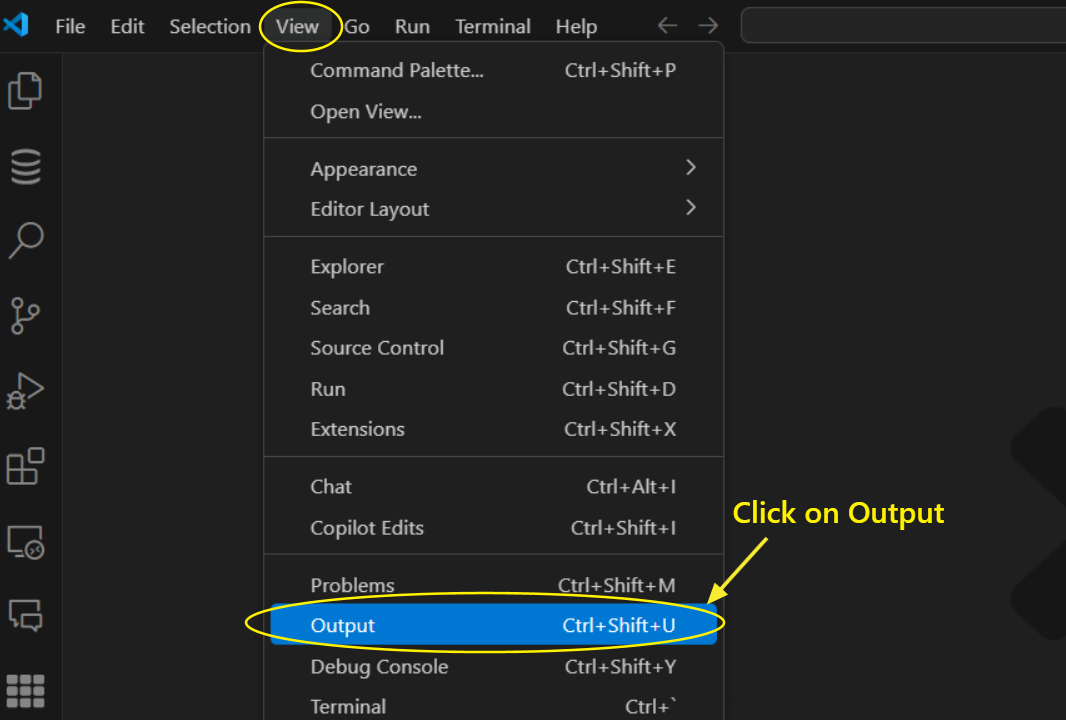 File Edit Selection View Go Run Terminal Help
Command Palette... Ctrl+Shift+P
Open View...
Appearance
Editor Layout
Explorer Ctrl+Shift+E
Search Ctrl+Shift+F
Source Control Ctrl+Shift+G
Run Ctrl+Shift+D
Extensions Ctrl+Shift+X
Chat Ctrl+Alt+I
Copilot Edits Ctrl+Shift+I
Click on Output
Problems Ctrl+Shift+M
Output Ctrl+Shift+U
Debug Console Ctrl+Shift+Y
Terminal Ctrl+`